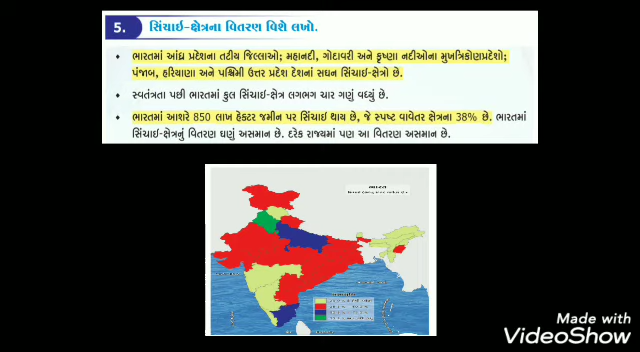 5. સિંચાઇ-ક્ષેત્રના વિતરણ વિશે લખો.
• ભારતમાં આંધ્ર પ્રદેશના તટીય જિલ્લાઓ; મહાનદી, ગોદાવરી અને કૃષ્ણા નદીઓના મુખત્રિકોણપ્રદેશો;
પંજાબ, હરિયાણા અને પશ્ચિમી ઉત્તર પ્રદેશ દેશનાં સઘન સિંચાઈ-ક્ષેત્રો છે.
• સ્વતંત્રતા પછી ભારતમાં કુલ સિંચાઈ-ક્ષેત્ર લગભગ ચાર ગણું વધ્યું છે.
• ભારતમાં આશરે 850 લાખ હેક્ટર જમીન પર સિંચાઈ થાય છે, જે સ્પષ્ટ વાવેતર ક્ષેત્રના 38% છે. ભારતમાં
સિંચાઈ-ક્ષેત્રનું વિતરણ ઘણું અસમાન છે. દરેક રાજ્યમાં પણ આ વિતરણ અસમાન છે.
ભારત
Made with
VideoShow